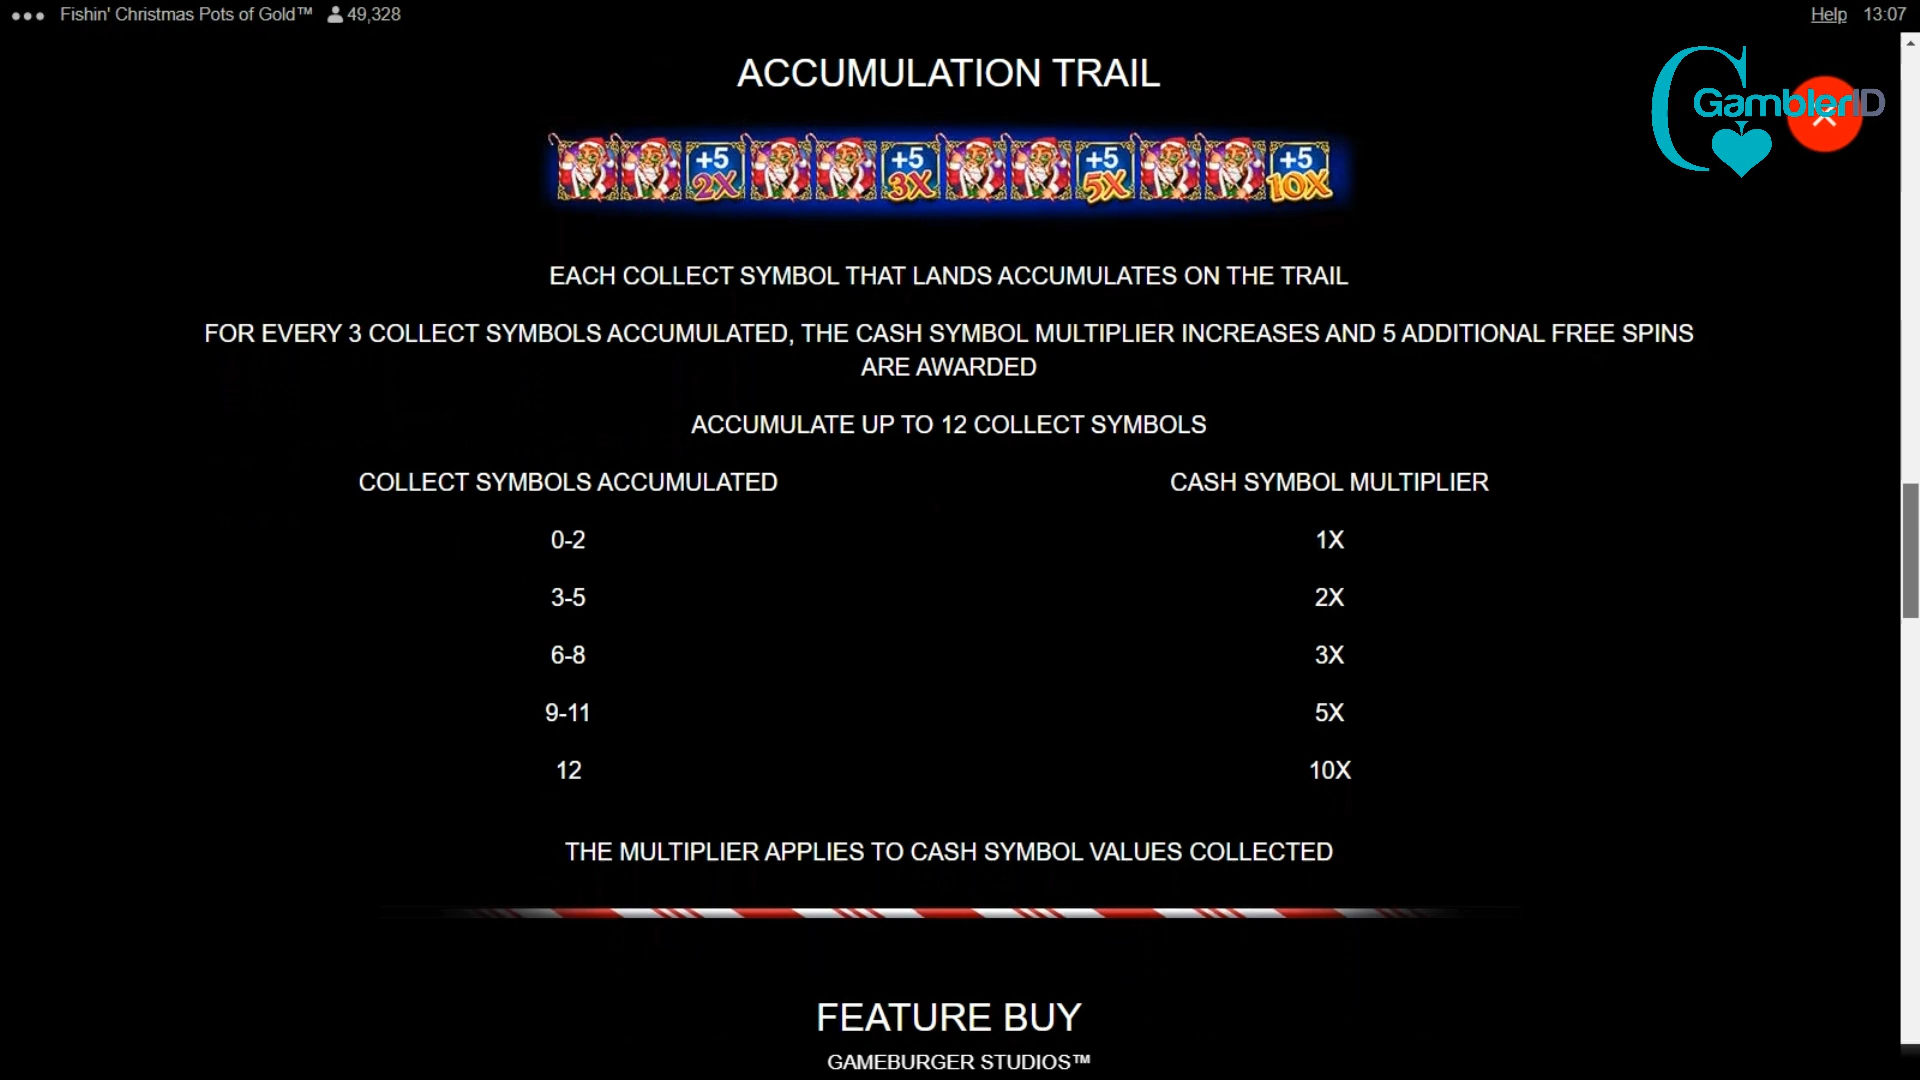 Fishin' Christmas Pots of Gold™ 49,328
Help 13:07
GamblerID
ACCUMULATION TRAIL
+5 2X +5 3X +5 5X +5 10X
EACH COLLECT SYMBOL THAT LANDS ACCUMULATES ON THE TRAIL
FOR EVERY 3 COLLECT SYMBOLS ACCUMULATED, THE CASH SYMBOL MULTIPLIER INCREASES AND 5 ADDITIONAL FREE SPINS
ARE AWARDED
ACCUMULATE UP TO 12 COLLECT SYMBOLS
COLLECT SYMBOLS ACCUMULATED CASH SYMBOL MULTIPLIER
0-2 1X
3-5 2X
6-8 3X
9-11 5X
12 10X
THE MULTIPLIER APPLIES TO CASH SYMBOL VALUES COLLECTED
FEATURE BUY
GAMEBURGER STUDIOS™